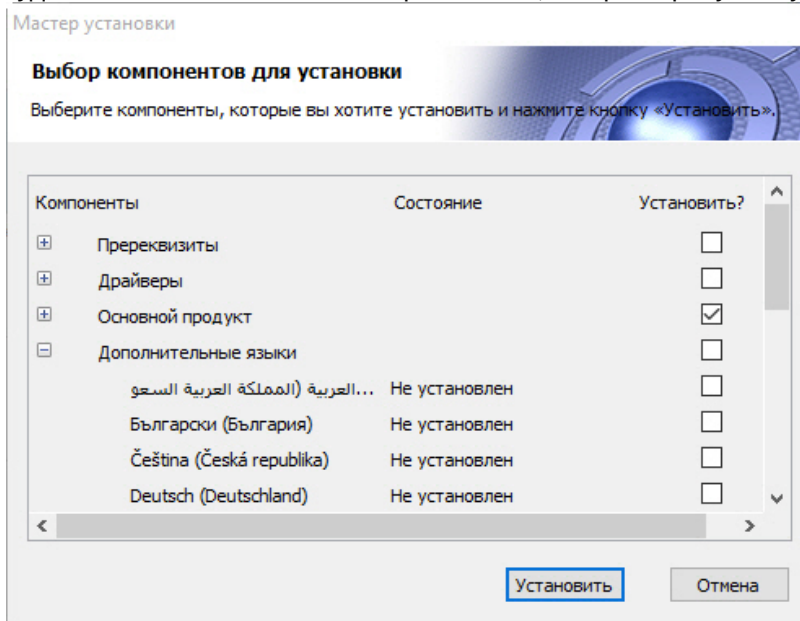 Мастер установки
Выбор компонентов для установки
Выберите компоненты, которые вы хотите установить и нажмите кнопку «Установить».
Компоненты Состояние Установить?
Пререквизиты
Драйверы
Основной продукт
Дополнительные языки
العربية (المملكة العربية السعو... Не установлен
Български (България) Не установлен
Čeština (Česká republika) Не установлен
Deutsch (Deutschland) Не установлен
Установить Отмена